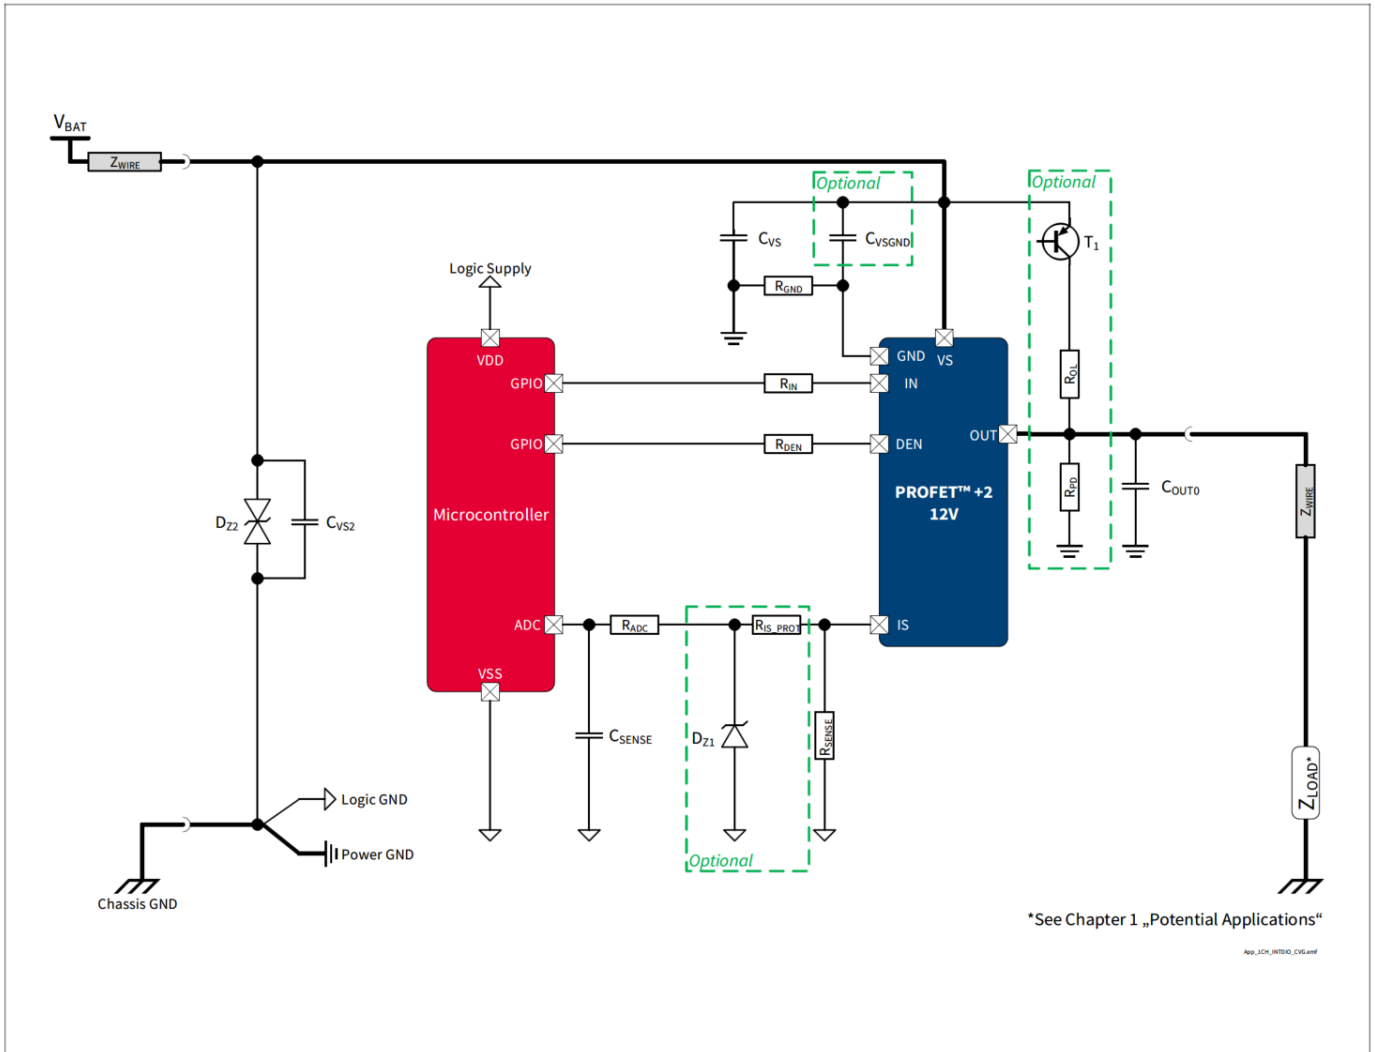 VBAT
ZWIRE
Optional
Optional
CVS
CVSGND
T1
Logic Supply
RGND
VDD
GND
VS
GPIO
RIN
IN
ROL
GPIO
RDEN
DEN
OUT
PROFET™ +2
12V
RPD
COUT0
ZWIRE
Microcontroller
DZ2
CVS2
ADC
RADC
RIS_PROT
IS
VSS
CSENSE
DZ1
RSENSE
ZLOAD*
Logic GND
Power GND
Optional
Chassis GND
*See Chapter 1 „Potential Applications“
App_1CH_INTDIO_CVG.emf